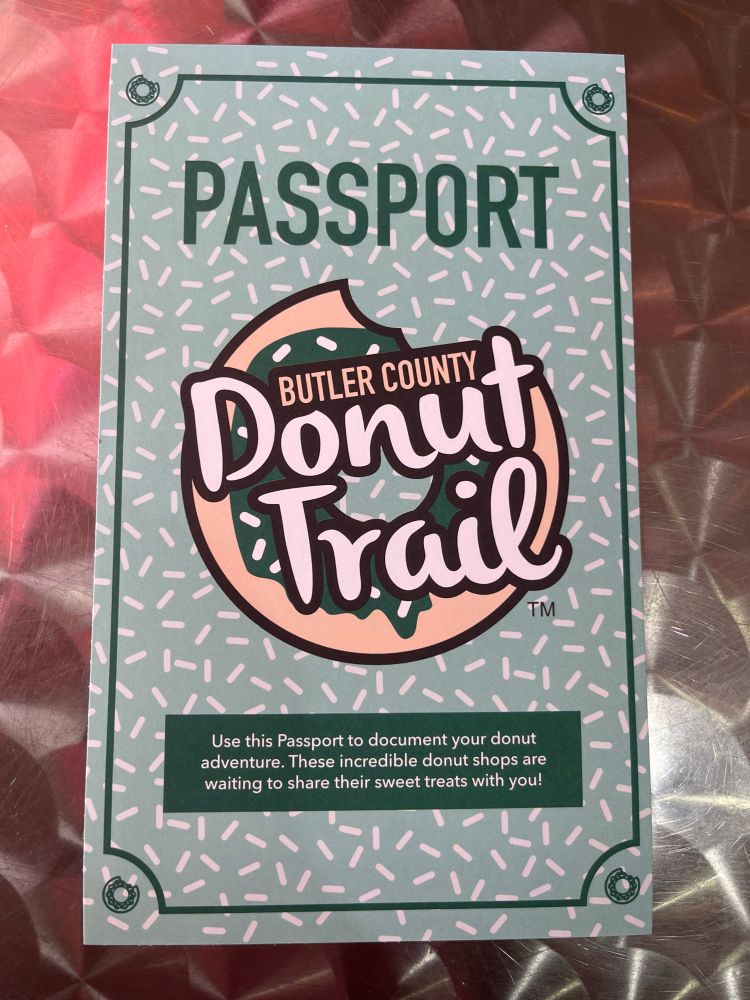 PASSPORT
BUTLER COUNTY
Donut
Trail
TM
Use this Passport to document your donut
adventure. These incredible donut shops are
waiting to share their sweet treats with you!